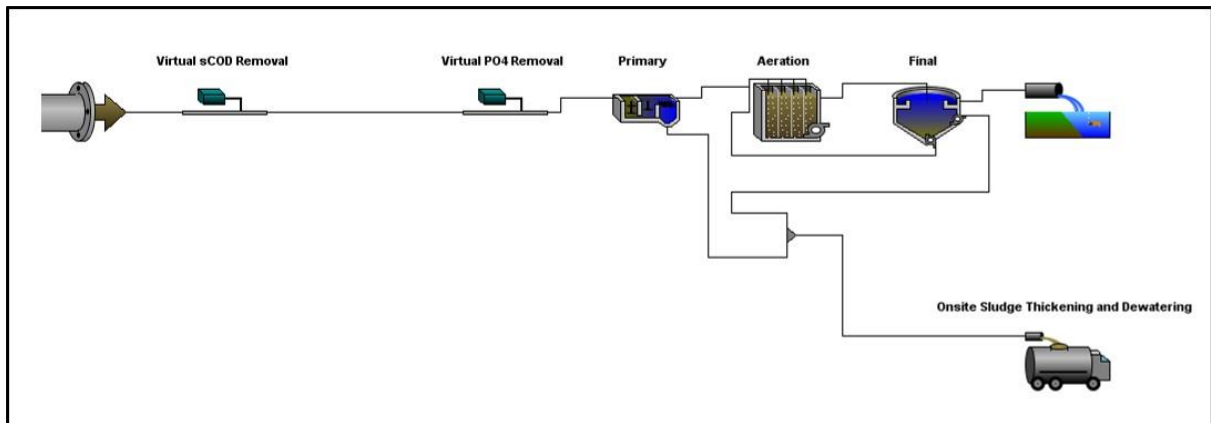 Virtual sCOD Removal
Virtual PO4 Removal
Primary
Aeration
Final
Onsite Sludge Thickening and Dewatering